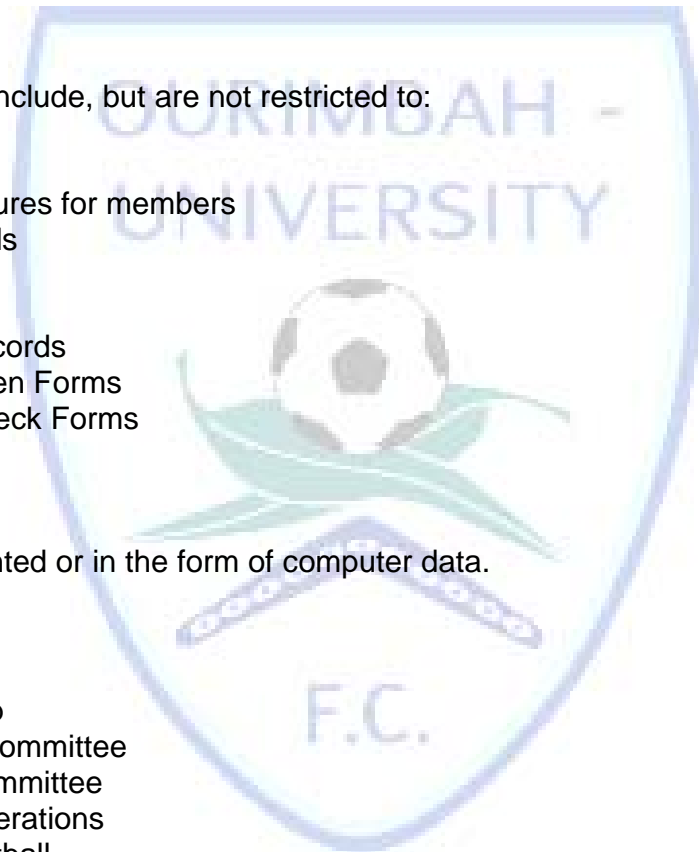 OURIMBAH -
nclude, but are not restricted to:
UNIVERSITY
ures for members
ls
cords
en Forms
eck Forms
nted or in the form of computer data.
F.C.
ommittee
mmittee
erations